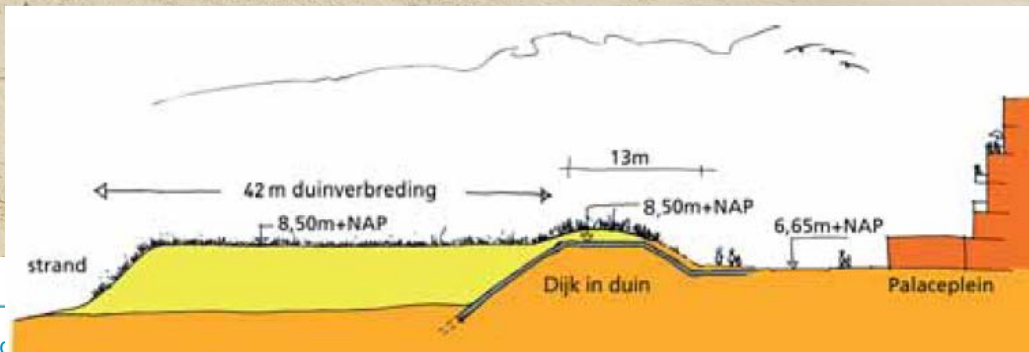 13m
42 m duinverbreding
8,50m+NAP
8,50m+NAP
6,65m+NAP
strand
Dijk in duin
Palaceplein